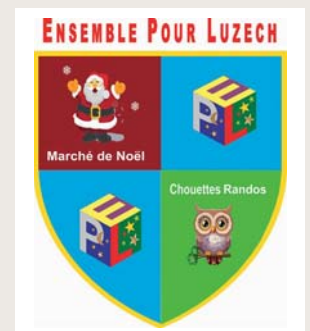 ENSEMBLE POUR LUZECH
Marché de Noël
E
P L
Chouettes Randos
E
P L